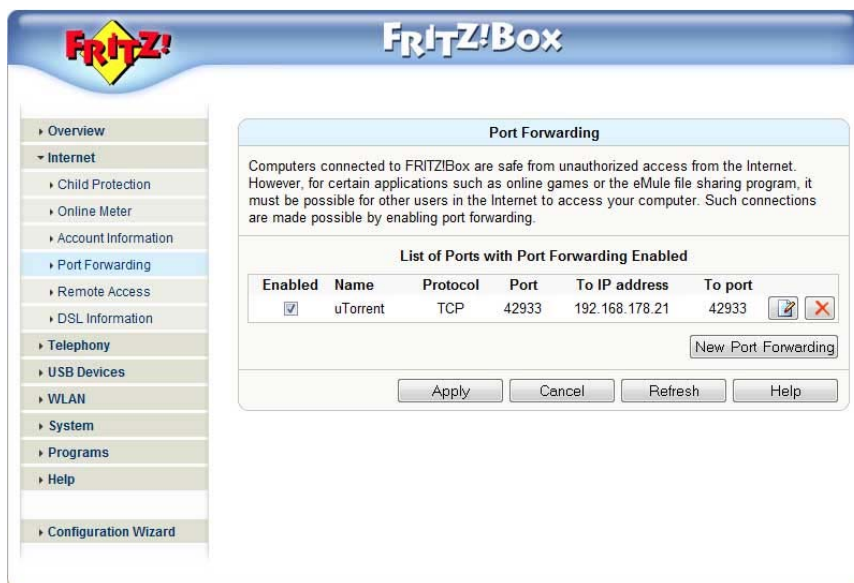 FRITZ!
FRITZ!BOX
Overview
Internet
Child Protection
Online Meter
Account Information
Port Forwarding
Remote Access
DSL Information
Telephony
USB Devices
WLAN
System
Programs
Help
Configuration Wizard
Port Forwarding
Computers connected to FRITZ!Box are safe from unauthorized access from the Internet.
However, for certain applications such as online games or the eMule file sharing program, it
must be possible for other users in the Internet to access your computer. Such connections
are made possible by enabling port forwarding.
List of Ports with Port Forwarding Enabled
Enabled Name Protocol Port To IP address To port
uTorrent TCP 42933 192.168.178.21 42933
New Port Forwarding
Apply Cancel Refresh Help